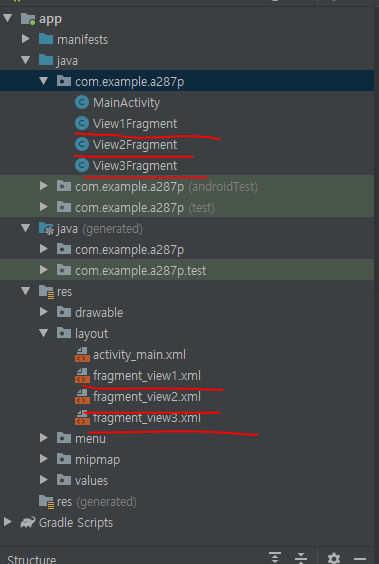 app
manifests
java
com.example.a287p
MainActivity
View1Fragment
View2Fragment
View3Fragment
com.example.a287p (androidTest)
com.example.a287p (test)
java (generated)
com.example.a287p
com.example.a287p.test
res
drawable
layout
activity_main.xml
fragment_view1.xml
fragment_view2.xml
fragment_view3.xml
menu
mipmap
values
res (generated)
Gradle Scripts
Structure